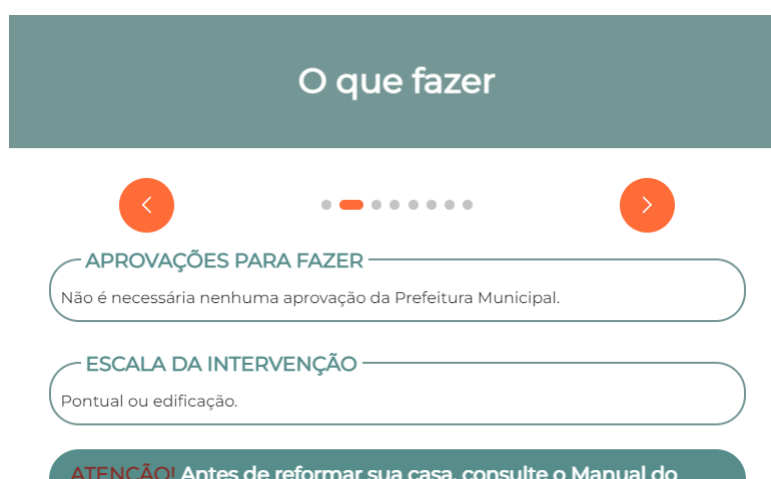 O que fazer
APROVAÇÕES PARA FAZER
Não é necessária nenhuma aprovação da Prefeitura Municipal.
ESCALA DA INTERVENÇÃO
Pontual ou edificação.
ATENÇÃO! Antes de reformar sua casa, consulte o Manual do